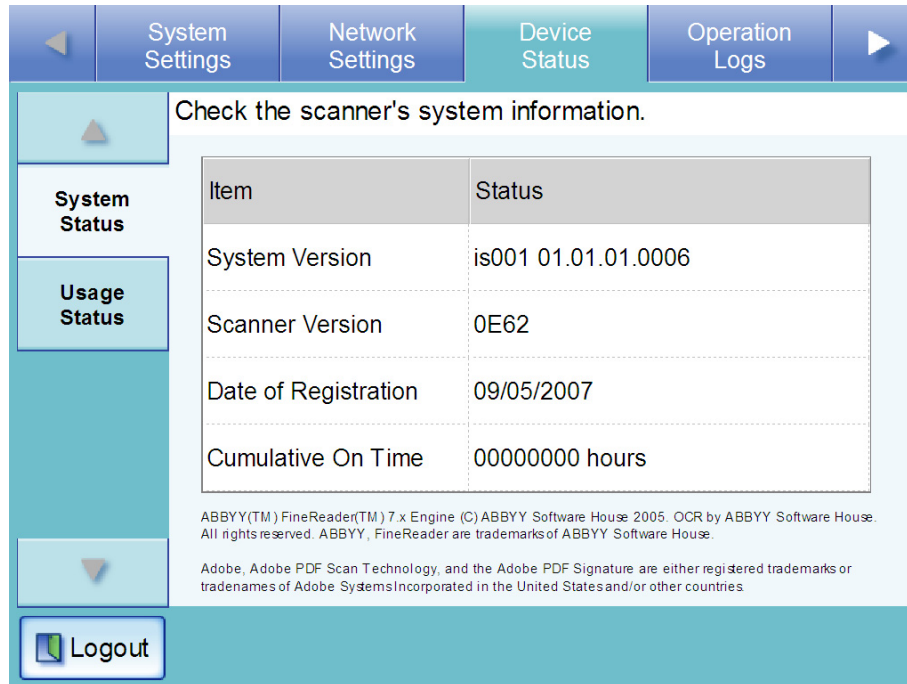 System
Settings
Network
Settings
Device
Status
Operation
Logs
Check the scanner's system information.
System
Status
Usage
Status
Item Status
System Version is001 01.01.01.0006
Scanner Version 0E62
Date of Registration 09/05/2007
Cumulative On Time 00000000 hours
ABBYY(TM) FineReader(TM) 7.x Engine (C) ABBYY Software House 2005. OCR by ABBYY Software House.
All rights reserved. ABBYY, FineReader are trademarks of ABBYY Software House.
Adobe, Adobe PDF Scan Technology, and the Adobe PDF Signature are either registered trademarks or
tradenames of Adobe Systems Incorporated in the United States and/or other countries.
Logout